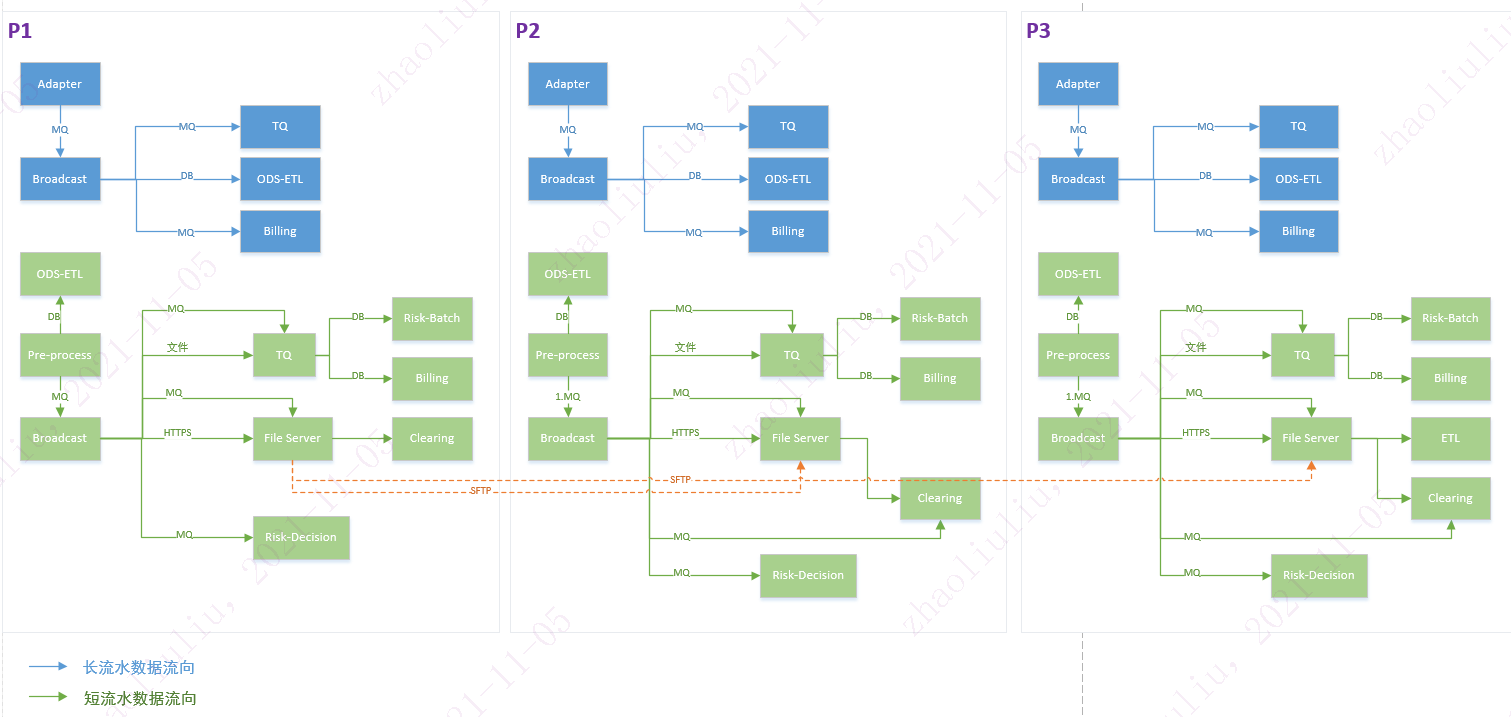 P1
Adapter
MQ
Broadcast
MQ
TQ
DB
ODS-ETL
MQ
Billing
ODS-ETL
DB
Pre-process
MQ
Broadcast
MQ
文件
TQ
DB
Risk-Batch
DB
Billing
MQ
HTTPS
File Server
Clearing
MQ
Risk-Decision
SFTP
P2
Adapter
MQ
Broadcast
MQ
TQ
DB
ODS-ETL
MQ
Billing
ODS-ETL
DB
Pre-process
1.MQ
Broadcast
MQ
文件
TQ
DB
Risk-Batch
DB
Billing
MQ
HTTPS
File Server
SFTP
Clearing
MQ
MQ
Risk-Decision
P3
Adapter
MQ
Broadcast
MQ
TQ
DB
ODS-ETL
MQ
Billing
ODS-ETL
DB
Pre-process
1.MQ
Broadcast
MQ
文件
TQ
DB
Risk-Batch
DB
Billing
MQ
HTTPS
File Server
ETL
Clearing
MQ
MQ
Risk-Decision
长流水数据流向
短流水数据流向
zhaoliuliu, 2021-11-05